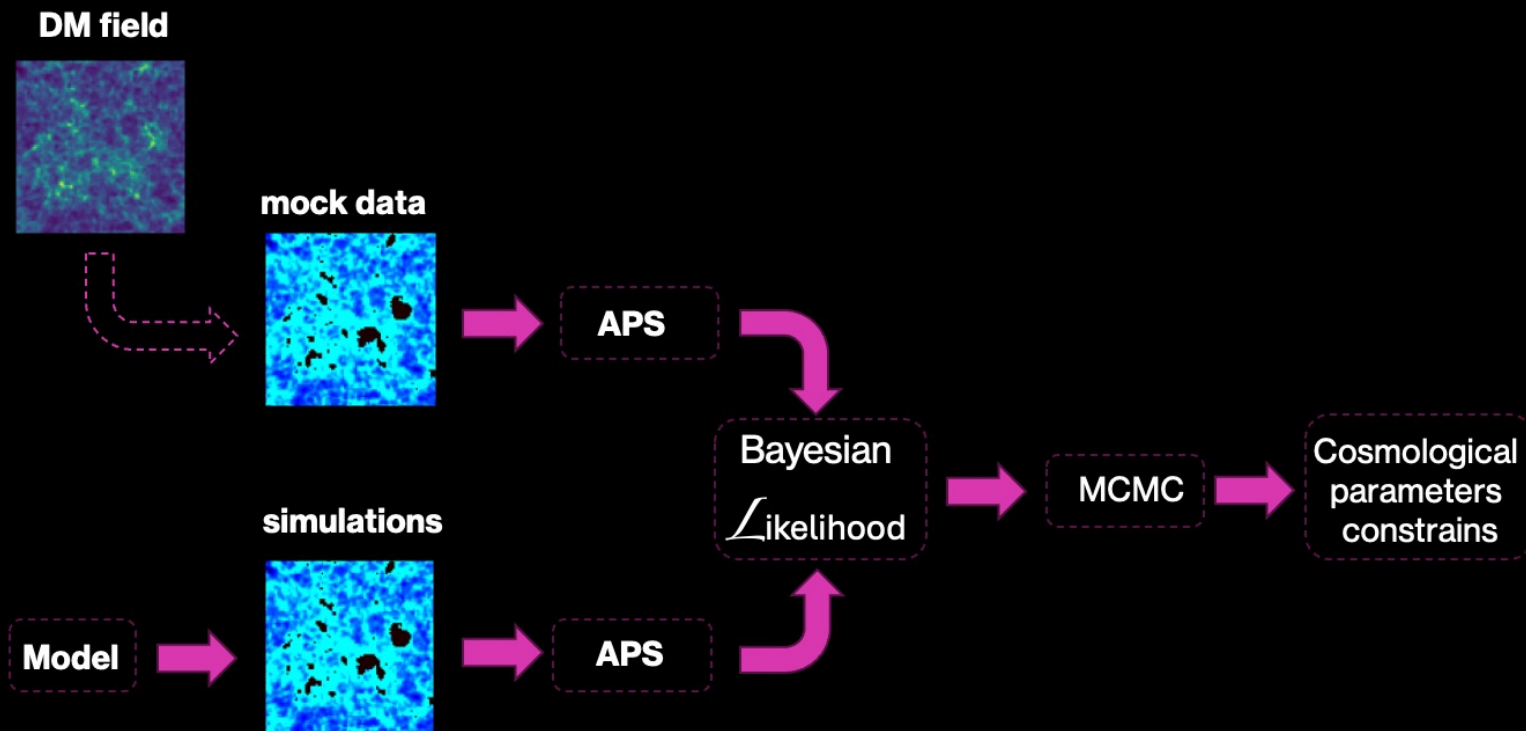 DM field
mock data
APS
Bayesian
Likelihood
simulations
Model
APS
MCMC
Cosmological
parameters
constrains